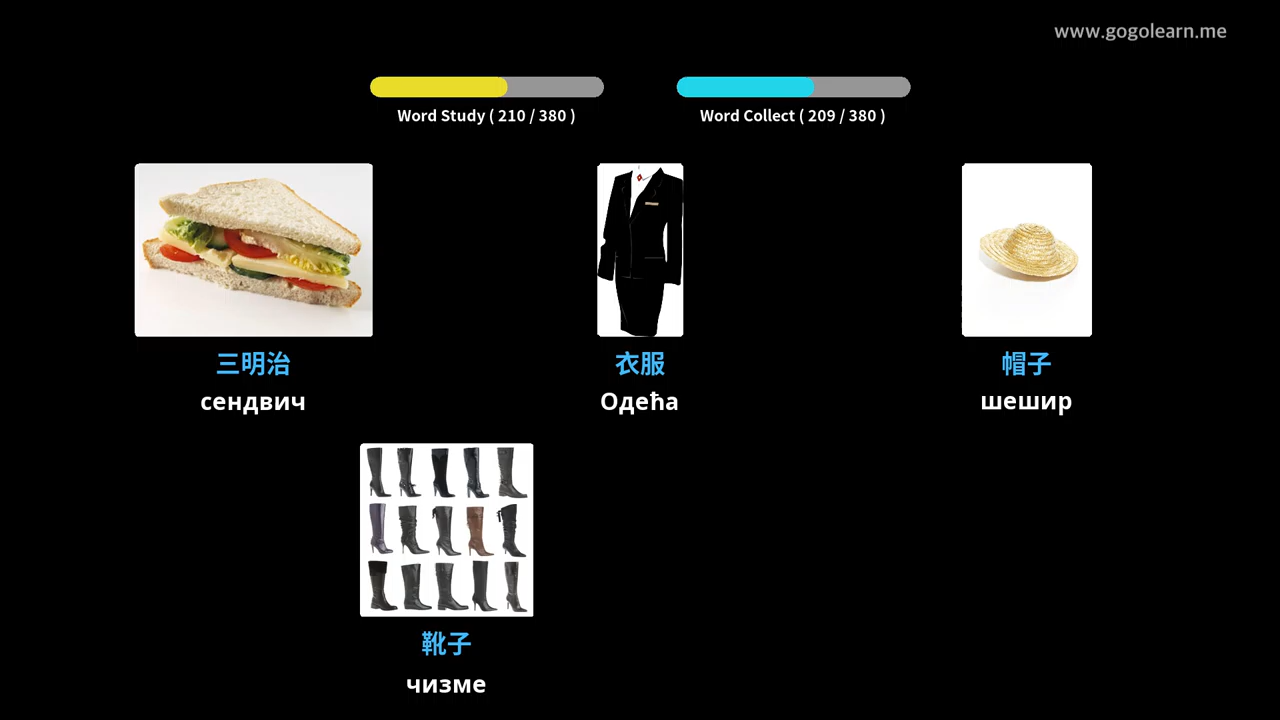 www.gogolearn.me
Word Study ( 210 / 380 )
Word Collect ( 209 / 380 )
三明治
сендвич
衣服
Одећа
帽子
шешир
靴子
чизме